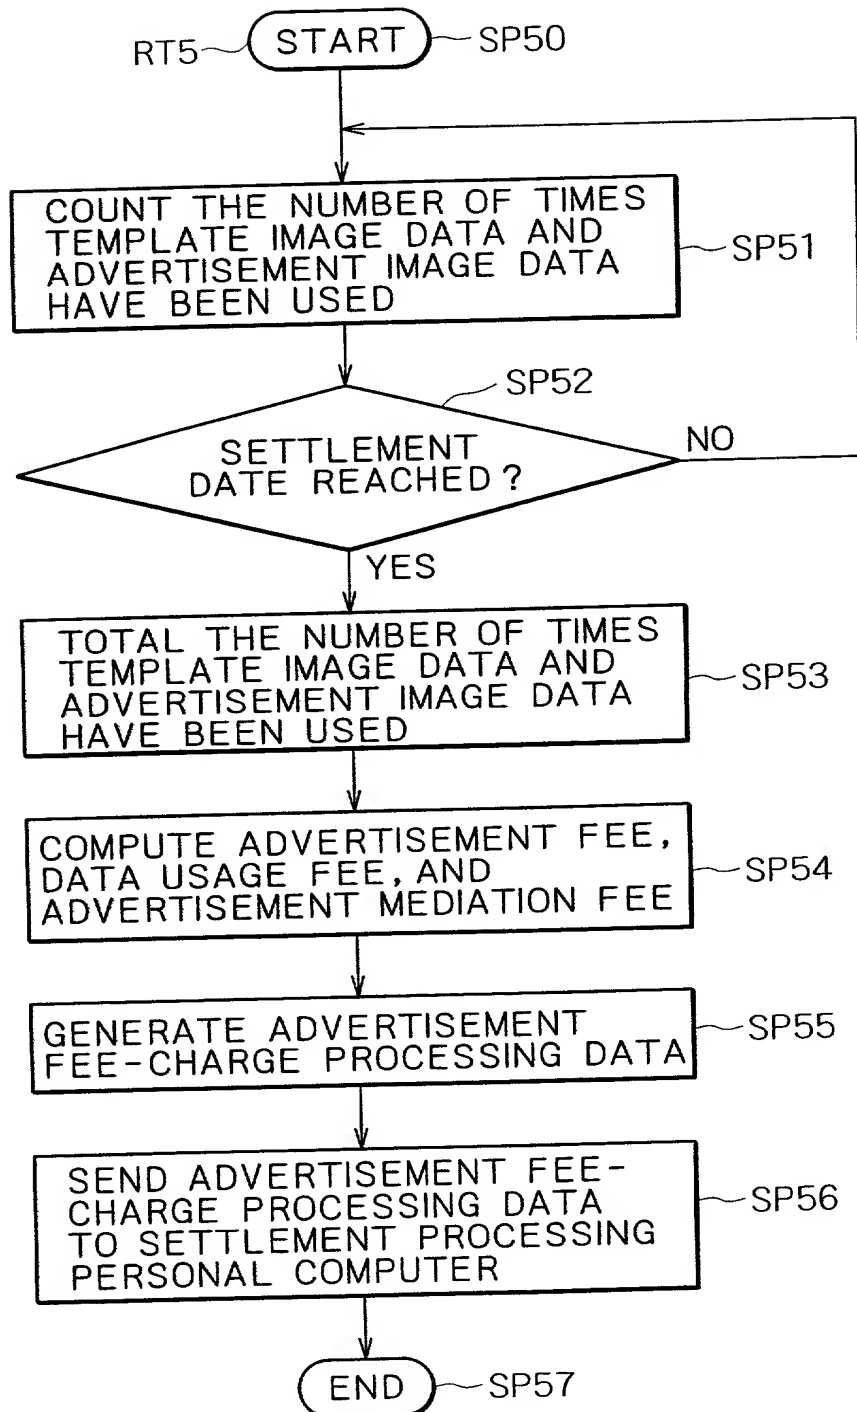 RT5 START SP50
COUNT THE NUMBER OF TIMES
TEMPLATE IMAGE DATA AND
ADVERTISEMENT IMAGE DATA
HAVE BEEN USED
SP51
SP52
SETTLEMENT
DATE REACHED?
NO
YES
TOTAL THE NUMBER OF TIMES
TEMPLATE IMAGE DATA AND
ADVERTISEMENT IMAGE DATA
HAVE BEEN USED
SP53
COMPUTE ADVERTISEMENT FEE,
DATA USAGE FEE, AND
ADVERTISEMENT MEDIATION FEE
SP54
GENERATE ADVERTISEMENT
FEE-CHARGE PROCESSING DATA
SP55
SEND ADVERTISEMENT FEE-
CHARGE PROCESSING DATA
TO SETTLEMENT PROCESSING
PERSONAL COMPUTER
SP56
END SP57